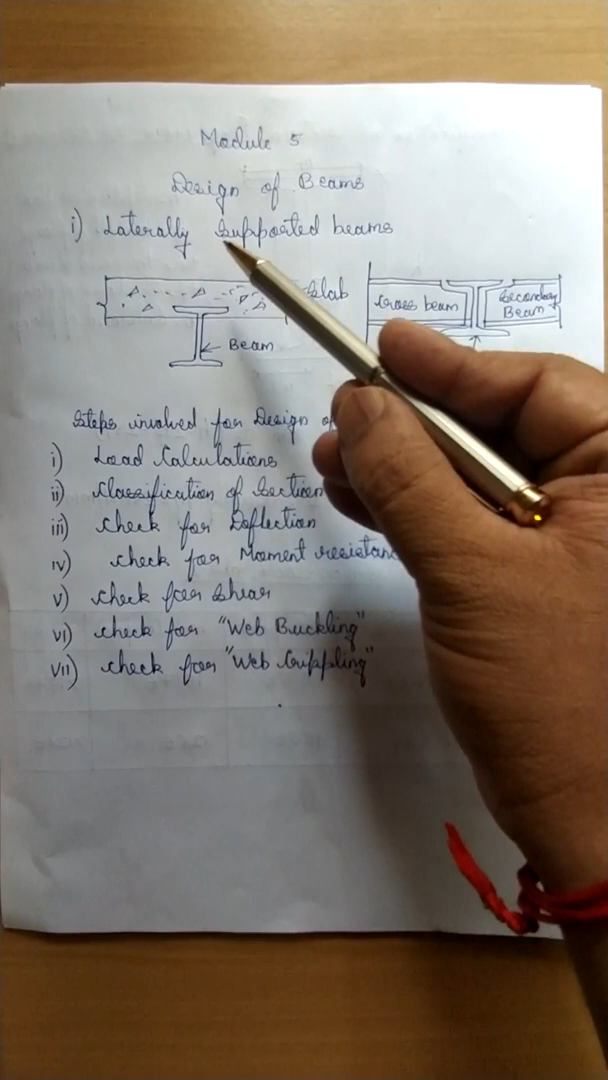 Module 5
Design of Beams
i) Laterally Supported beams
Slab
Beam
Cross beam
Secondary Beam
Steps involved for Design of
i) Load Calculations
ii) Classification of Section
iii) Check for Deflection
iv) Check for Moment resistanc
v) Check for Shear
vi) Check for "Web Buckling"
vii) Check for "Web Crippling"